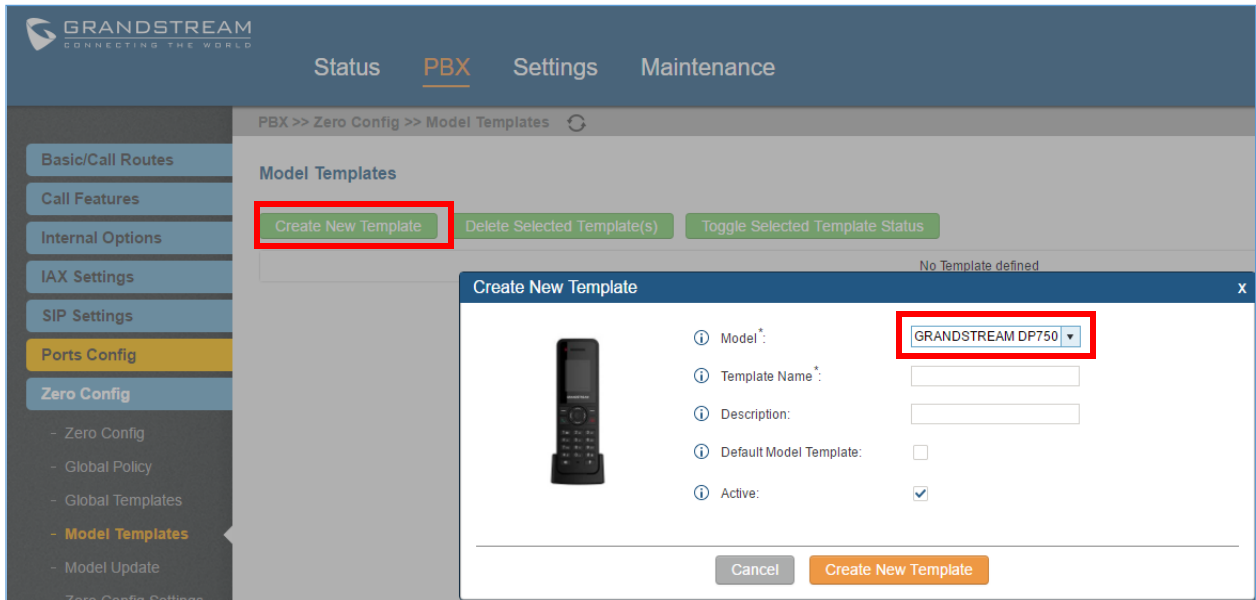 GRANDSTREAM
CONNECTING THE WORLD
Status PBX Settings Maintenance
PBX >> Zero Config >> Model Templates
Basic/Call Routes
Call Features
Internal Options
IAX Settings
SIP Settings
Ports Config
Zero Config
- Zero Config
- Global Policy
- Global Templates
- Model Templates
- Model Update
- Zero Config Settings
Model Templates
Create New Template Delete Selected Template(s) Toggle Selected Template Status
No Template defined
Create New Template x
Model*: GRANDSTREAM DP750
Template Name*:
Description:
Default Model Template:
Active:
Cancel Create New Template